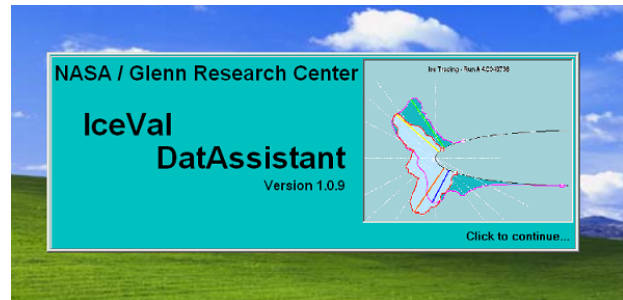 NASA / Glenn Research Center
IceVal
DatAssistant
Version 1.0.9
Click to continue...